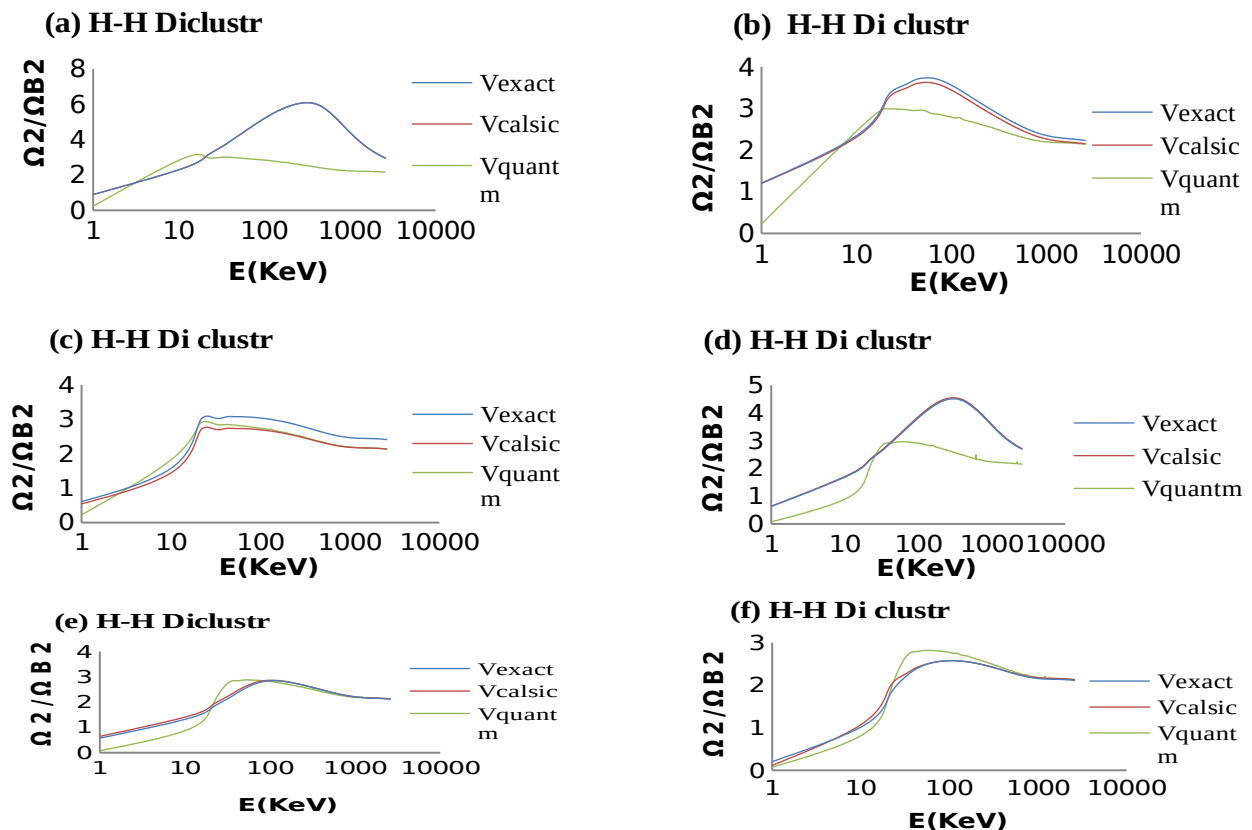 (a) H-H Diclustr
Ω2/ΩB2
8
6
4
2
0
1 10 100 1000 10000
E(KeV)
Vexact
Vcalsic
Vquant
m
(b) H-H Di clustr
Ω2/ΩB2
4
3
2
1
0
1 10 100 1000 10000
E(KeV)
Vexact
Vcalsic
Vquant
m
(c) H-H Di clustr
Ω2/ΩB2
4
3
2
1
0
1 10 100 1000 10000
E(KeV)
Vexact
Vcalsic
Vquant
m
(d) H-H Di clustr
Ω2/ΩB2
5
4
3
2
1
0
1 10 100 1000 10000
E(KeV)
Vexact
Vcalsic
Vquantm
(e) H-H Diclustr
Ω2/ΩB2
4
3
2
1
0
1 10 100 1000 10000
E(KeV)
Vexact
Vcalsic
Vquant
m
(f) H-H Di clustr
Ω2/ΩB2
3
2
1
0
1 10 100 1000 10000
E(KeV)
Vexact
Vcalsic
Vquant
m